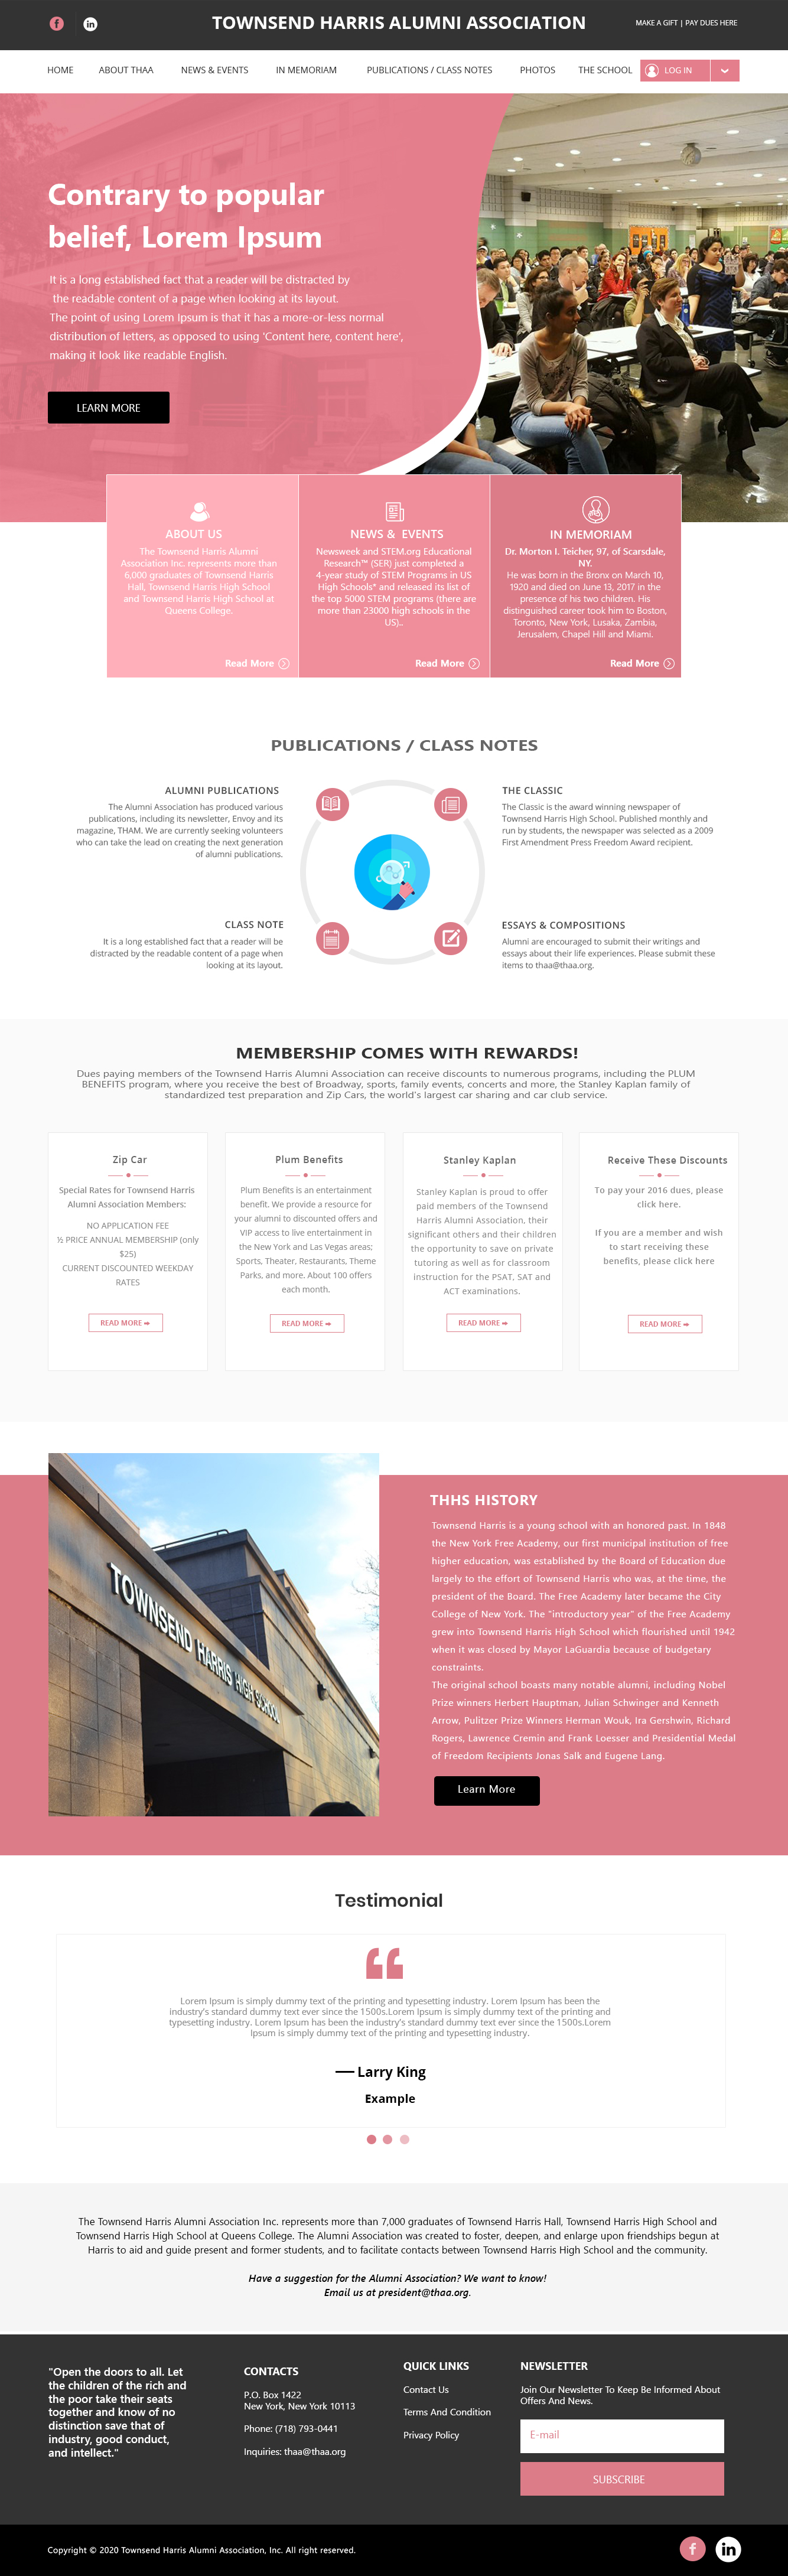 TOWNSEND HARRIS ALUMNI ASSOCIATION
MAKE A GIFT | PAY DUES HERE
HOME
ABOUT THAA
NEWS & EVENTS
IN MEMORIAM
PUBLICATIONS / CLASS NOTES
PHOTOS
THE SCHOOL
LOG IN
Contrary to popular
belief, Lorem Ipsum
It is a long established fact that a reader will be distracted by
the readable content of a page when looking at its layout.
The point of using Lorem Ipsum is that it has a more-or-less normal
distribution of letters, as opposed to using 'Content here, content here',
making it look like readable English.
LEARN MORE
ABOUT US
The Townsend Harris Alumni
Association Inc. represents more than
6,000 graduates of Townsend Harris
Hall, Townsend Harris High School
and Townsend Harris High School at
Queens College.
Read More
NEWS & EVENTS
Newsweek and STEM.org Educational
Research™ (SER) just completed a
4-year study of STEM Programs in US
High Schools* and released its list of
the top 5000 STEM programs (there are
more than 23000 high schools in the
US)..
Read More
IN MEMORIAM
Dr. Morton I. Teicher, 97, of Scarsdale,
NY.
He was born in the Bronx on March 10,
1920 and died on June 13, 2017 in the
presence of his two children. His
distinguished career took him to Boston,
Toronto, New York, Lusaka, Zambia,
Jerusalem, Chapel Hill and Miami.
Read More
PUBLICATIONS / CLASS NOTES
ALUMNI PUBLICATIONS
The Alumni Association has produced various
publications, including its newsletter, Envoy and its
magazine, THAM. We are currently seeking volunteers
who can take the lead on creating the next generation
of alumni publications.
THE CLASSIC
The Classic is the award winning newspaper of
Townsend Harris High School. Published monthly and
run by students, the newspaper was selected as a 2009
First Amendment Press Freedom Award recipient.
CLASS NOTE
It is a long established fact that a reader will be
distracted by the readable content of a page when
looking at its layout.
ESSAYS & COMPOSITIONS
Alumni are encouraged to submit their writings and
essays about their life experiences. Please submit these
items to thaa@thaa.org.
MEMBERSHIP COMES WITH REWARDS!
Dues paying members of the Townsend Harris Alumni Association can receive discounts to numerous programs, including the PLUM
BENEFITS program, where you receive the best of Broadway, sports, family events, concerts and more, the Stanley Kaplan family of
standardized test preparation and Zip Cars, the world's largest car sharing and car club service.
Zip Car
Special Rates for Townsend Harris
Alumni Association Members:
NO APPLICATION FEE
½ PRICE ANNUAL MEMBERSHIP (only
$25)
CURRENT DISCOUNTED WEEKDAY
RATES
READ MORE
Plum Benefits
Plum Benefits is an entertainment
benefit. We provide a resource for
your alumni to discounted offers and
VIP access to live entertainment in
the New York and Las Vegas areas;
Sports, Theater, Restaurants, Theme
Parks, and more. About 100 offers
each month.
READ MORE
Stanley Kaplan
Stanley Kaplan is proud to offer
paid members of the Townsend
Harris Alumni Association, their
significant others and their children
the opportunity to save on private
tutoring as well as for classroom
instruction for the PSAT, SAT and
ACT examinations.
READ MORE
Receive These Discounts
To pay your 2016 dues, please
click here.
If you are a member and wish
to start receiving these
benefits, please click here
READ MORE
TOWNSEND HARRIS HIGH SCHOOL
THHS HISTORY
Townsend Harris is a young school with an honored past. In 1848
the New York Free Academy, our first municipal institution of free
higher education, was established by the Board of Education due
largely to the effort of Townsend Harris who was, at the time, the
president of the Board. The Free Academy later became the City
College of New York. The "introductory year" of the Free Academy
grew into Townsend Harris High School which flourished until 1942
when it was closed by Mayor LaGuardia because of budgetary
constraints.
The original school boasts many notable alumni, including Nobel
Prize winners Herbert Hauptman, Julian Schwinger and Kenneth
Arrow, Pulitzer Prize Winners Herman Wouk, Ira Gershwin, Richard
Rogers, Lawrence Cremin and Frank Loesser and Presidential Medal
of Freedom Recipients Jonas Salk and Eugene Lang.
Learn More
Testimonial
Lorem Ipsum is simply dummy text of the printing and typesetting industry. Lorem Ipsum has been the
industry's standard dummy text ever since the 1500s.Lorem Ipsum is simply dummy text of the printing and
typesetting industry. Lorem Ipsum has been the industry's standard dummy text ever since the 1500s.Lorem
Ipsum is simply dummy text of the printing and typesetting industry.
Larry King
Example
The Townsend Harris Alumni Association Inc. represents more than 7,000 graduates of Townsend Harris Hall, Townsend Harris High School and
Townsend Harris High School at Queens College. The Alumni Association was created to foster, deepen, and enlarge upon friendships begun at
Harris to aid and guide present and former students, and to facilitate contacts between Townsend Harris High School and the community.
Have a suggestion for the Alumni Association? We want to know!
Email us at president@thaa.org.
"Open the doors to all. Let
the children of the rich and
the poor take their seats
together and know of no
distinction save that of
industry, good conduct,
and intellect."
CONTACTS
P.O. Box 1422
New York, New York 10113
Phone: (718) 793-0441
Inquiries: thaa@thaa.org
QUICK LINKS
Contact Us
Terms And Condition
Privacy Policy
NEWSLETTER
Join Our Newsletter To Keep Be Informed About
Offers And News.
E-mail
SUBSCRIBE
Copyright © 2020 Townsend Harris Alumni Association, Inc. All right reserved.